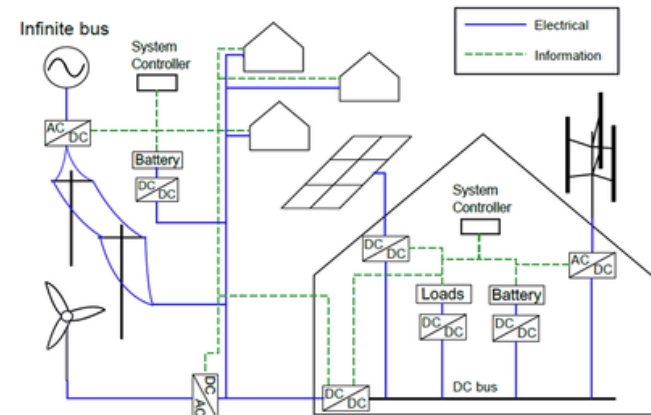 Infinite bus
System
Controller
Electrical
Information
AC
DC
Battery
DC
DC
System
Controller
DC
DC
AC
DC
Loads
Battery
DC
DC
DC
DC
DC
AC
DC
DC
DC bus